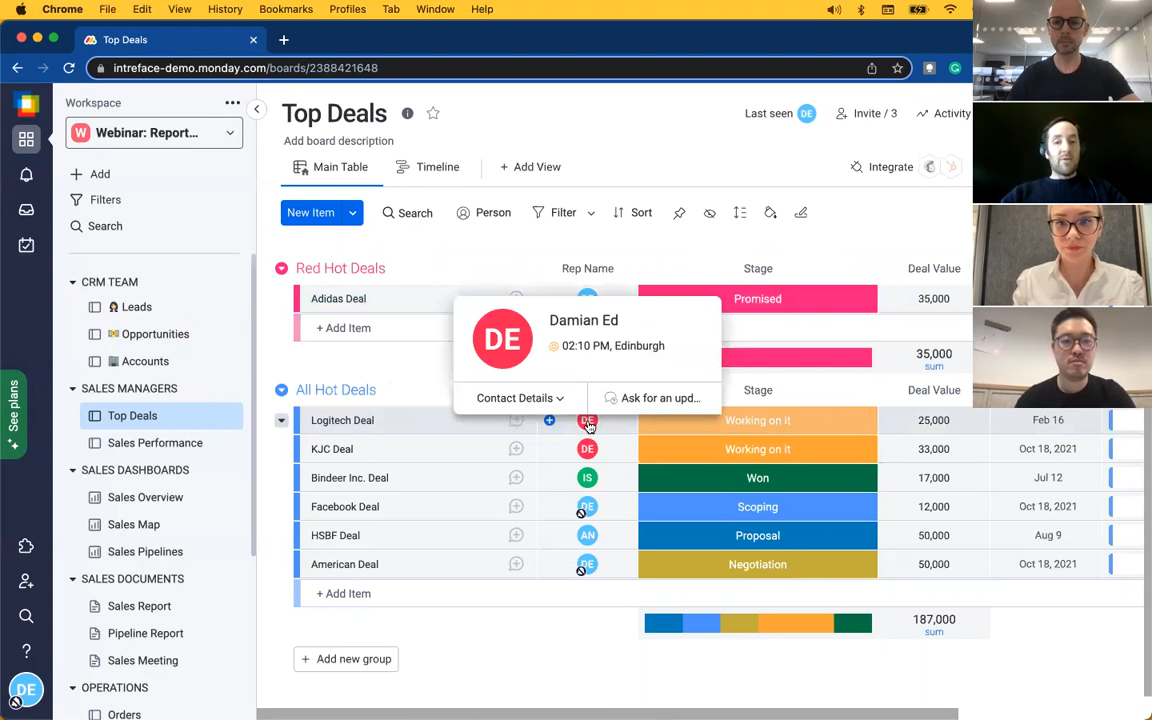 Chrome File Edit View History Bookmarks Profiles Tab Window Help
Top Deals
intreface-demo.monday.com/boards/2388421648
Workspace
W Webinar: Report...
Add
Filters
Search
CRM TEAM
Leads
Opportunities
Accounts
SALES MANAGERS
Top Deals
Sales Performance
SALES DASHBOARDS
Sales Overview
Sales Map
Sales Pipelines
SALES DOCUMENTS
Sales Report
Pipeline Report
Sales Meeting
OPERATIONS
Orders
See plans
DE
Top Deals
Last seen DE Invite / 3 Activity
Add board description
Main Table Timeline + Add View Integrate
New Item Search Person Filter Sort
Red Hot Deals Rep Name Stage Deal Value
Adidas Deal Promised 35,000
+ Add Item
35,000
sum
DE
Damian Ed
02:10 PM, Edinburgh
Contact Details Ask for an upd...
All Hot Deals Stage Deal Value
Logitech Deal DE Working on it 25,000 Feb 16
KJC Deal DE Working on it 33,000 Oct 18, 2021
Bindeer Inc. Deal IS Won 17,000 Jul 12
Facebook Deal DE Scoping 12,000 Oct 18, 2021
HSBF Deal AN Proposal 50,000 Aug 9
American Deal DE Negotiation 50,000 Oct 18, 2021
+ Add Item
187,000
sum
+ Add new group